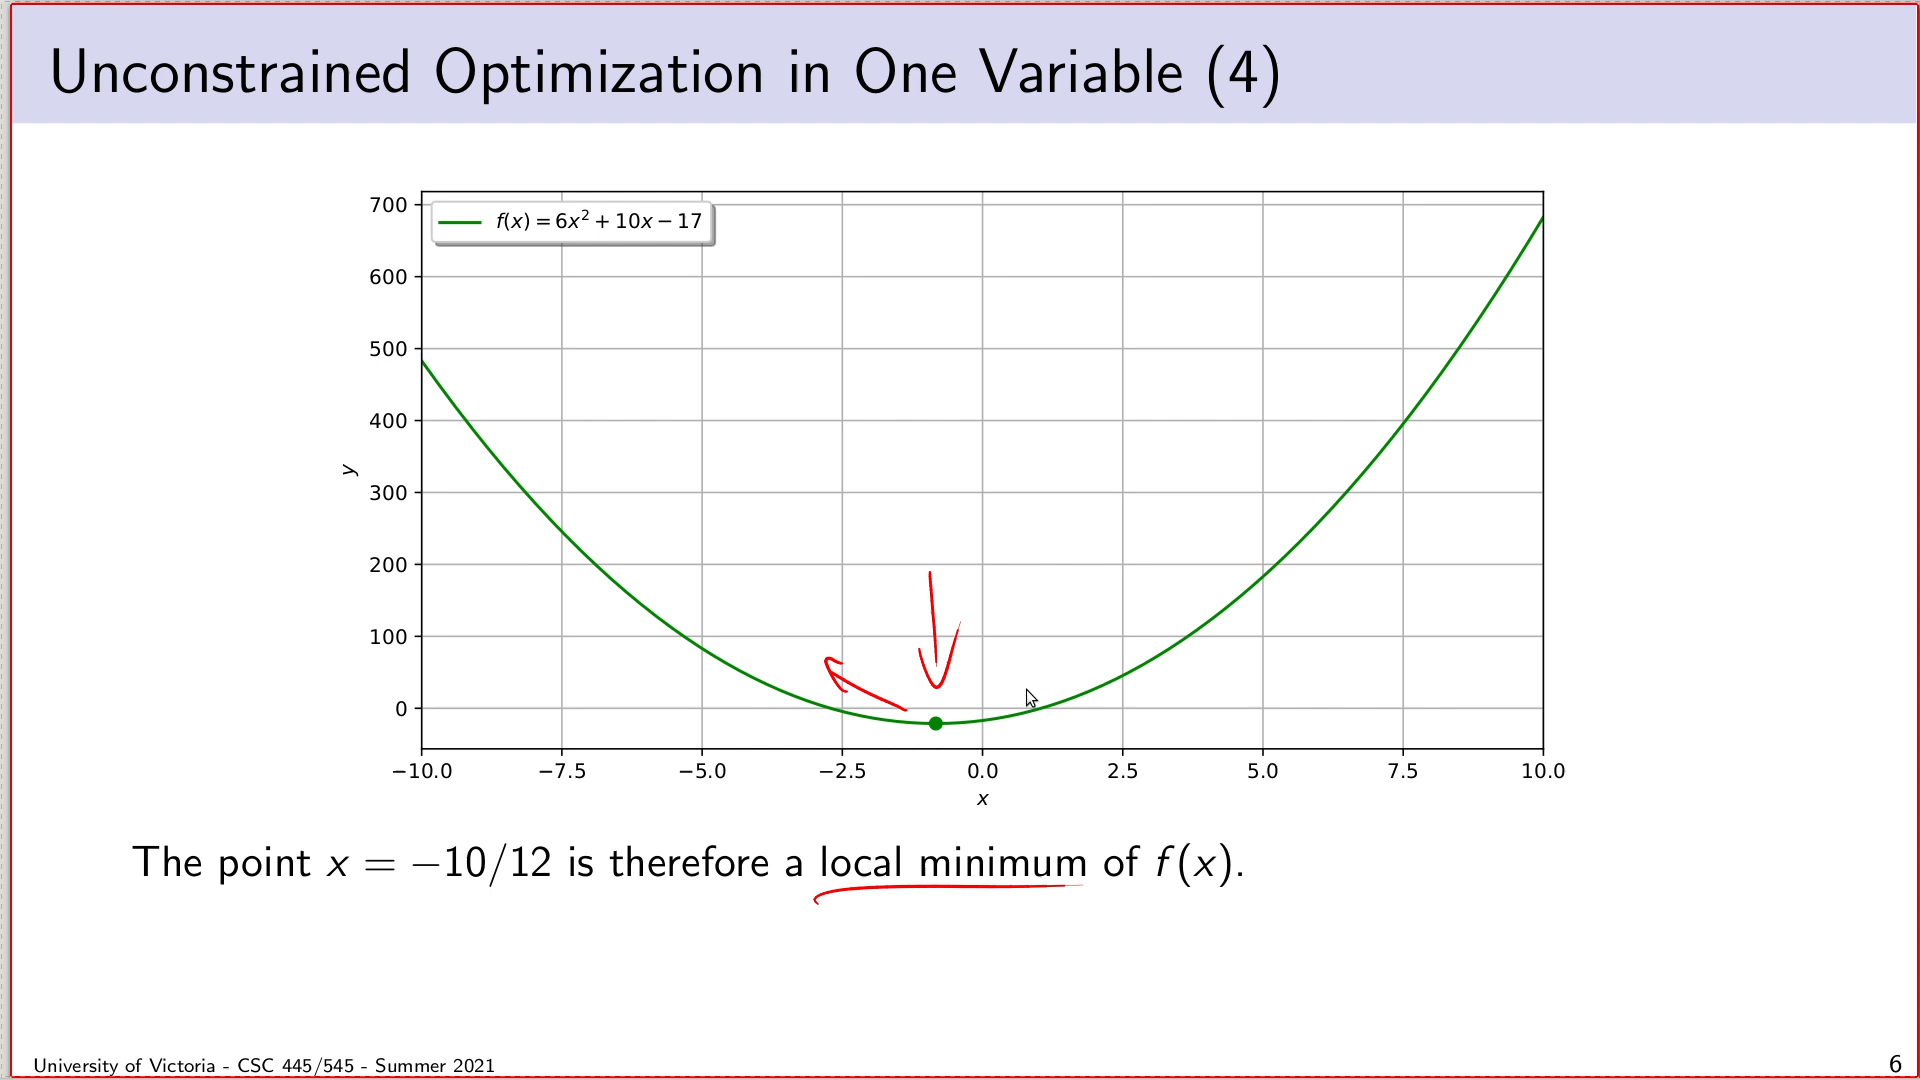 Unconstrained Optimization in One Variable (4)
700
f(x) = 6x² + 10x − 17
600
500
400
y
300
200
100
0
−10.0 −7.5 −5.0 −2.5 0.0 2.5 5.0 7.5 10.0
x
The point x = −10/12 is therefore a local minimum of f(x).
University of Victoria - CSC 445/545 - Summer 2021 6